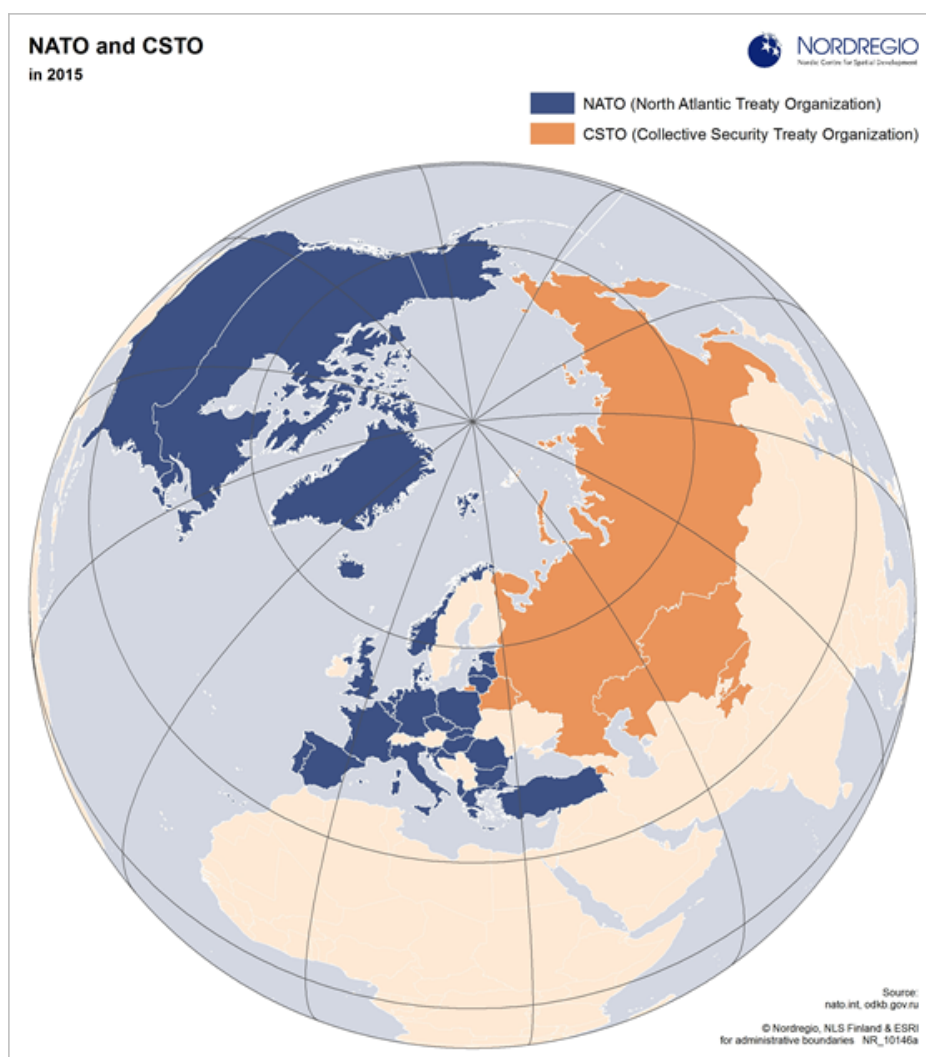 NATO and CSTO
in 2015
NORDREGIO
Nordic Centre for Spatial Development
NATO (North Atlantic Treaty Organization)
CSTO (Collective Security Treaty Organization)
Source:
nato.int, odkb.gov.ru
© Nordregio, NLS Finland & ESRI
for administrative boundaries NR_10146a